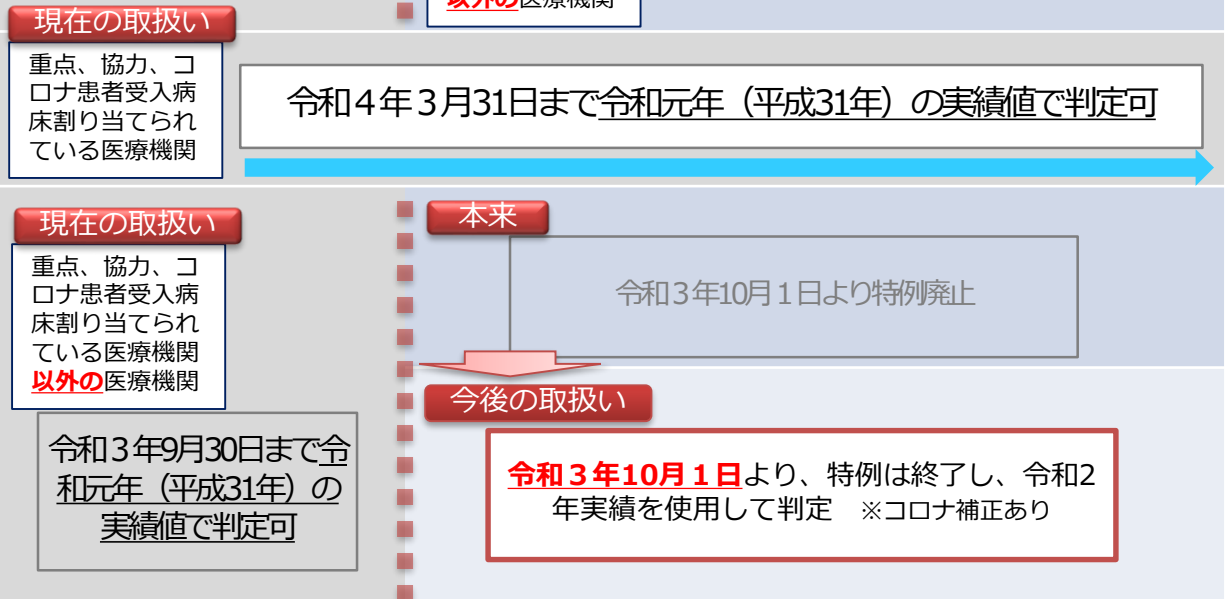 以外の医療機関
現在の取扱い
重点、協力、コ
ロナ患者受入病
床割り当てられ
ている医療機関
令和４年３月31日まで令和元年（平成31年）の実績値で判定可
現在の取扱い
重点、協力、コ
ロナ患者受入病
床割り当てられ
ている医療機関
以外の医療機関
令和３年9月30日まで令
和元年（平成31年）の
実績値で判定可
本来
令和３年10月１日より特例廃止
今後の取扱い
令和３年10月１日より、特例は終了し、令和2
年実績を使用して判定　※コロナ補正あり